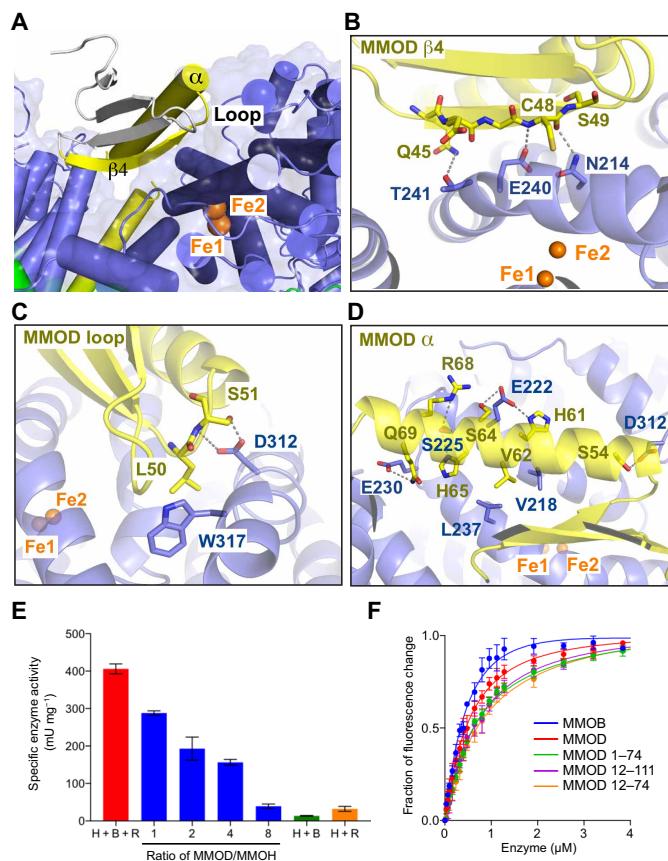 A
α
Loop
β4
Fe2
Fe1
B
MMOD β4
C48
S49
Q45
N214
T241
E240
Fe2
Fe1
C
MMOD loop
S51
D312
L50
Fe2
Fe1
W317
D
MMOD α
R68
E222
H61
D312
Q69
S225
S64
S54
V62
E230
H65
V218
L237
Fe1
Fe2
E
Specific enzyme activity
(mU mg⁻¹)
500
400
300
200
100
0
H + B + R
1
2
4
8
H + B
H + R
Ratio of MMOD/MMOH
F
Fraction of fluorescence change
1.0
0.5
0.0
0
1
2
3
4
Enzyme (µM)
MMOB
MMOD
MMOD 1–74
MMOD 12–111
MMOD 12–74